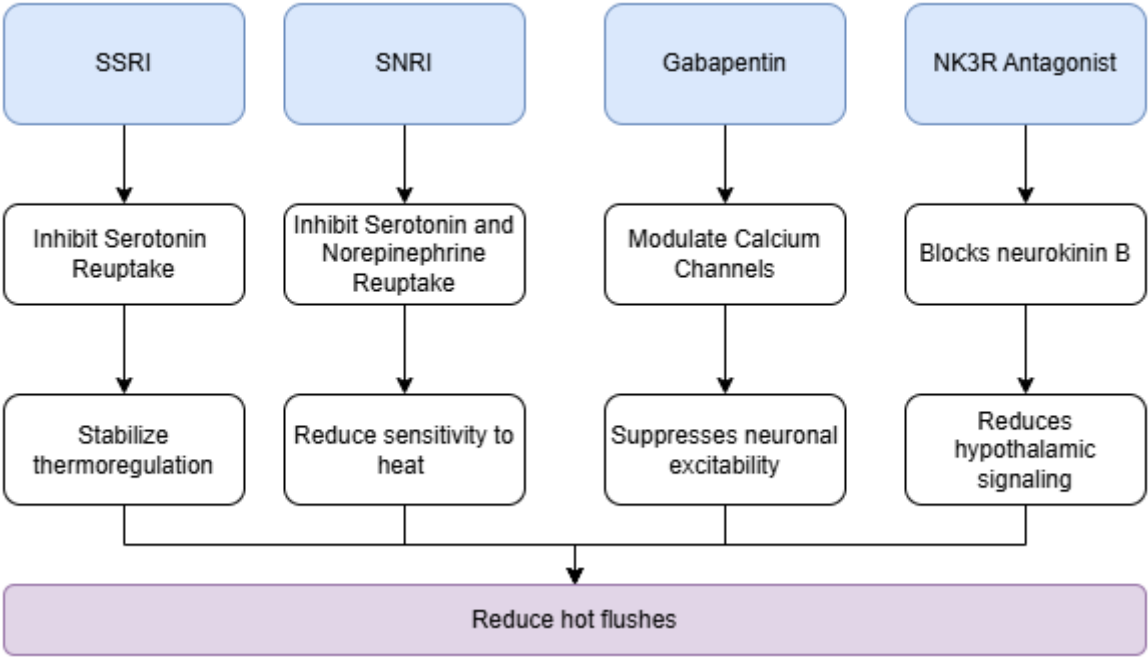 SSRI
SNRI
Gabapentin
NK3R Antagonist
Inhibit Serotonin
Reuptake
Inhibit Serotonin and
Norepinephrine
Reuptake
Modulate Calcium
Channels
Blocks neurokinin B
Stabilize
thermoregulation
Reduce sensitivity to
heat
Suppresses neuronal
excitability
Reduces
hypothalamic
signaling
Reduce hot flushes